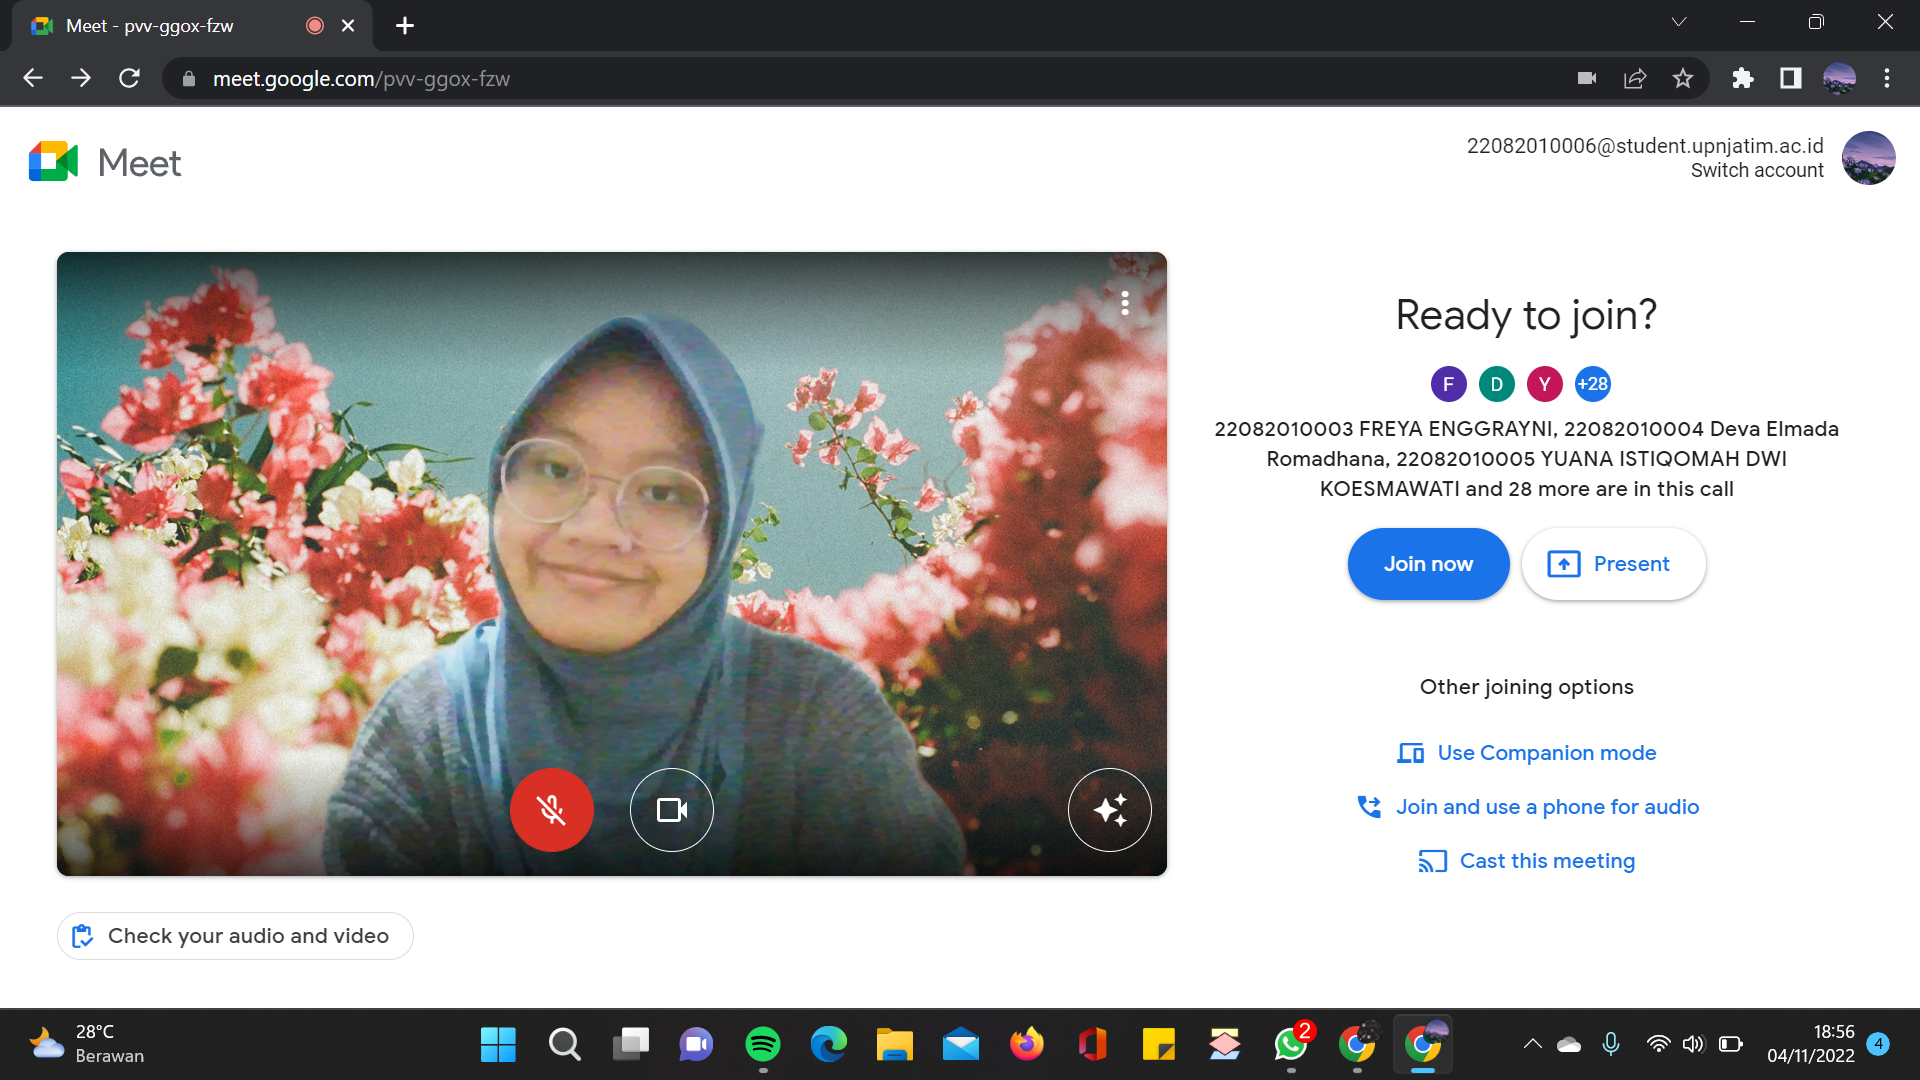 Meet - pvv-ggox-fzw
meet.google.com/pvv-ggox-fzw
Meet
22082010006@student.upnjatim.ac.id
Switch account
Ready to join?
F D Y +28
22082010003 FREYA ENGGRAYNI, 22082010004 Deva Elmada
Romadhana, 22082010005 YUANA ISTIQOMAH DWI
KOESMAWATI and 28 more are in this call
Join now
Present
Other joining options
Use Companion mode
Join and use a phone for audio
Cast this meeting
Check your audio and video
28°C
Berawan
2
18:56
04/11/2022
4